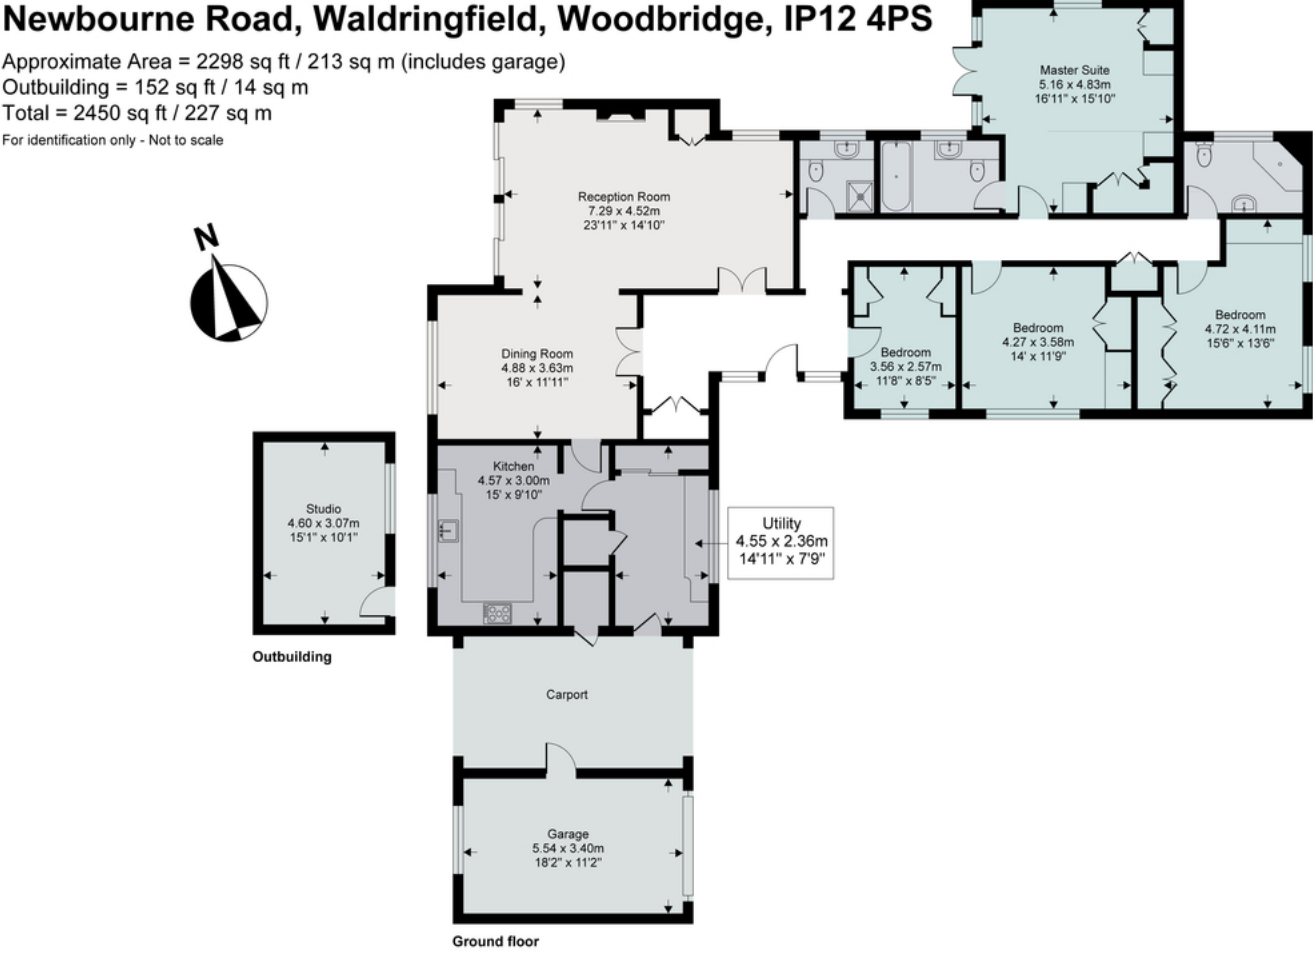 Newbourne Road, Waldringfield, Woodbridge, IP12 4PS
Approximate Area = 2298 sq ft / 213 sq m (includes garage)
Outbuilding = 152 sq ft / 14 sq m
Total = 2450 sq ft / 227 sq m
For identification only - Not to scale
N
Master Suite
5.16 x 4.83m
16'11" x 15'10"
Reception Room
7.29 x 4.52m
23'11" x 14'10"
Dining Room
4.88 x 3.63m
16' x 11'11"
Bedroom
3.56 x 2.57m
11'8" x 8'5"
Bedroom
4.27 x 3.58m
14' x 11'9"
Bedroom
4.72 x 4.11m
15'6" x 13'6"
Kitchen
4.57 x 3.00m
15' x 9'10"
Utility
4.55 x 2.36m
14'11" x 7'9"
Studio
4.60 x 3.07m
15'1" x 10'1"
Outbuilding
Carport
Garage
5.54 x 3.40m
18'2" x 11'2"
Ground floor